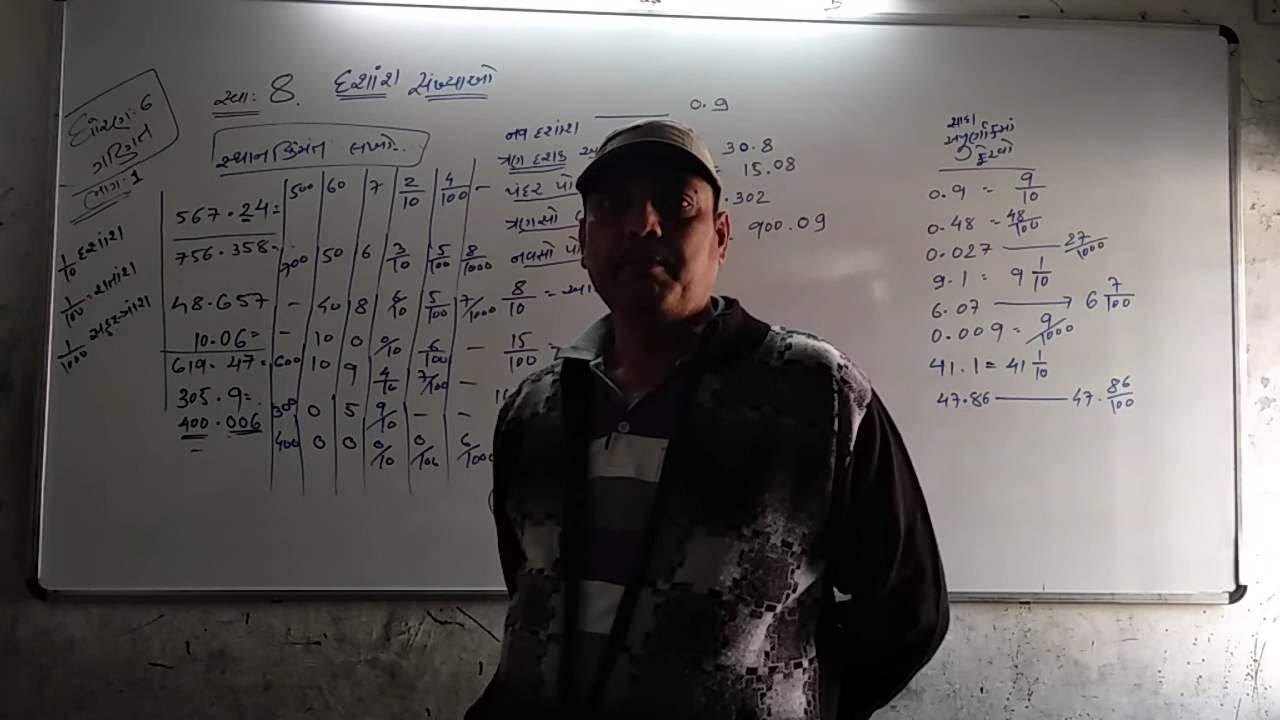 ધોરણ: 6
ગણિત
ભાગ: 1
1/10 દશાંશ
1/100 = શતાંશ
1/1000 સહસ્ત્રાંશ
સ્વા: 8. દશાંશ સંખ્યાઓ
સ્થાનકિંમત લખો..
567.24 = 500 60 7 2/10 4/100 -
756.358 = 700 50 6 3/10 5/100 8/1000
48.657 - 40 8 6/10 5/100 7/1000
10.06 = - 10 0 0/10 6/100 -
619.47 = 600 10 9 4/10 7/100 -
305.9 = 300 0 5 9/10 - -
400.006 400 0 0 0/10 0/100 6/1000
નવ દશાંશ 0.9
ત્રણ દશક 30.8
પંદર પો 15.08
ત્રણસો .302
નવસો પો 900.09
8/10 = આ
15/100 =
સાદા
અપૂર્ણાંકમાં
ફેરવો
0.9 = 9/10
0.48 = 48/100
0.027 — 27/1000
9.1 = 9 1/10
6.07 → 6 7/100
0.009 = 9/1000
41.1 = 41 1/10
47.86 — 47. 86/100